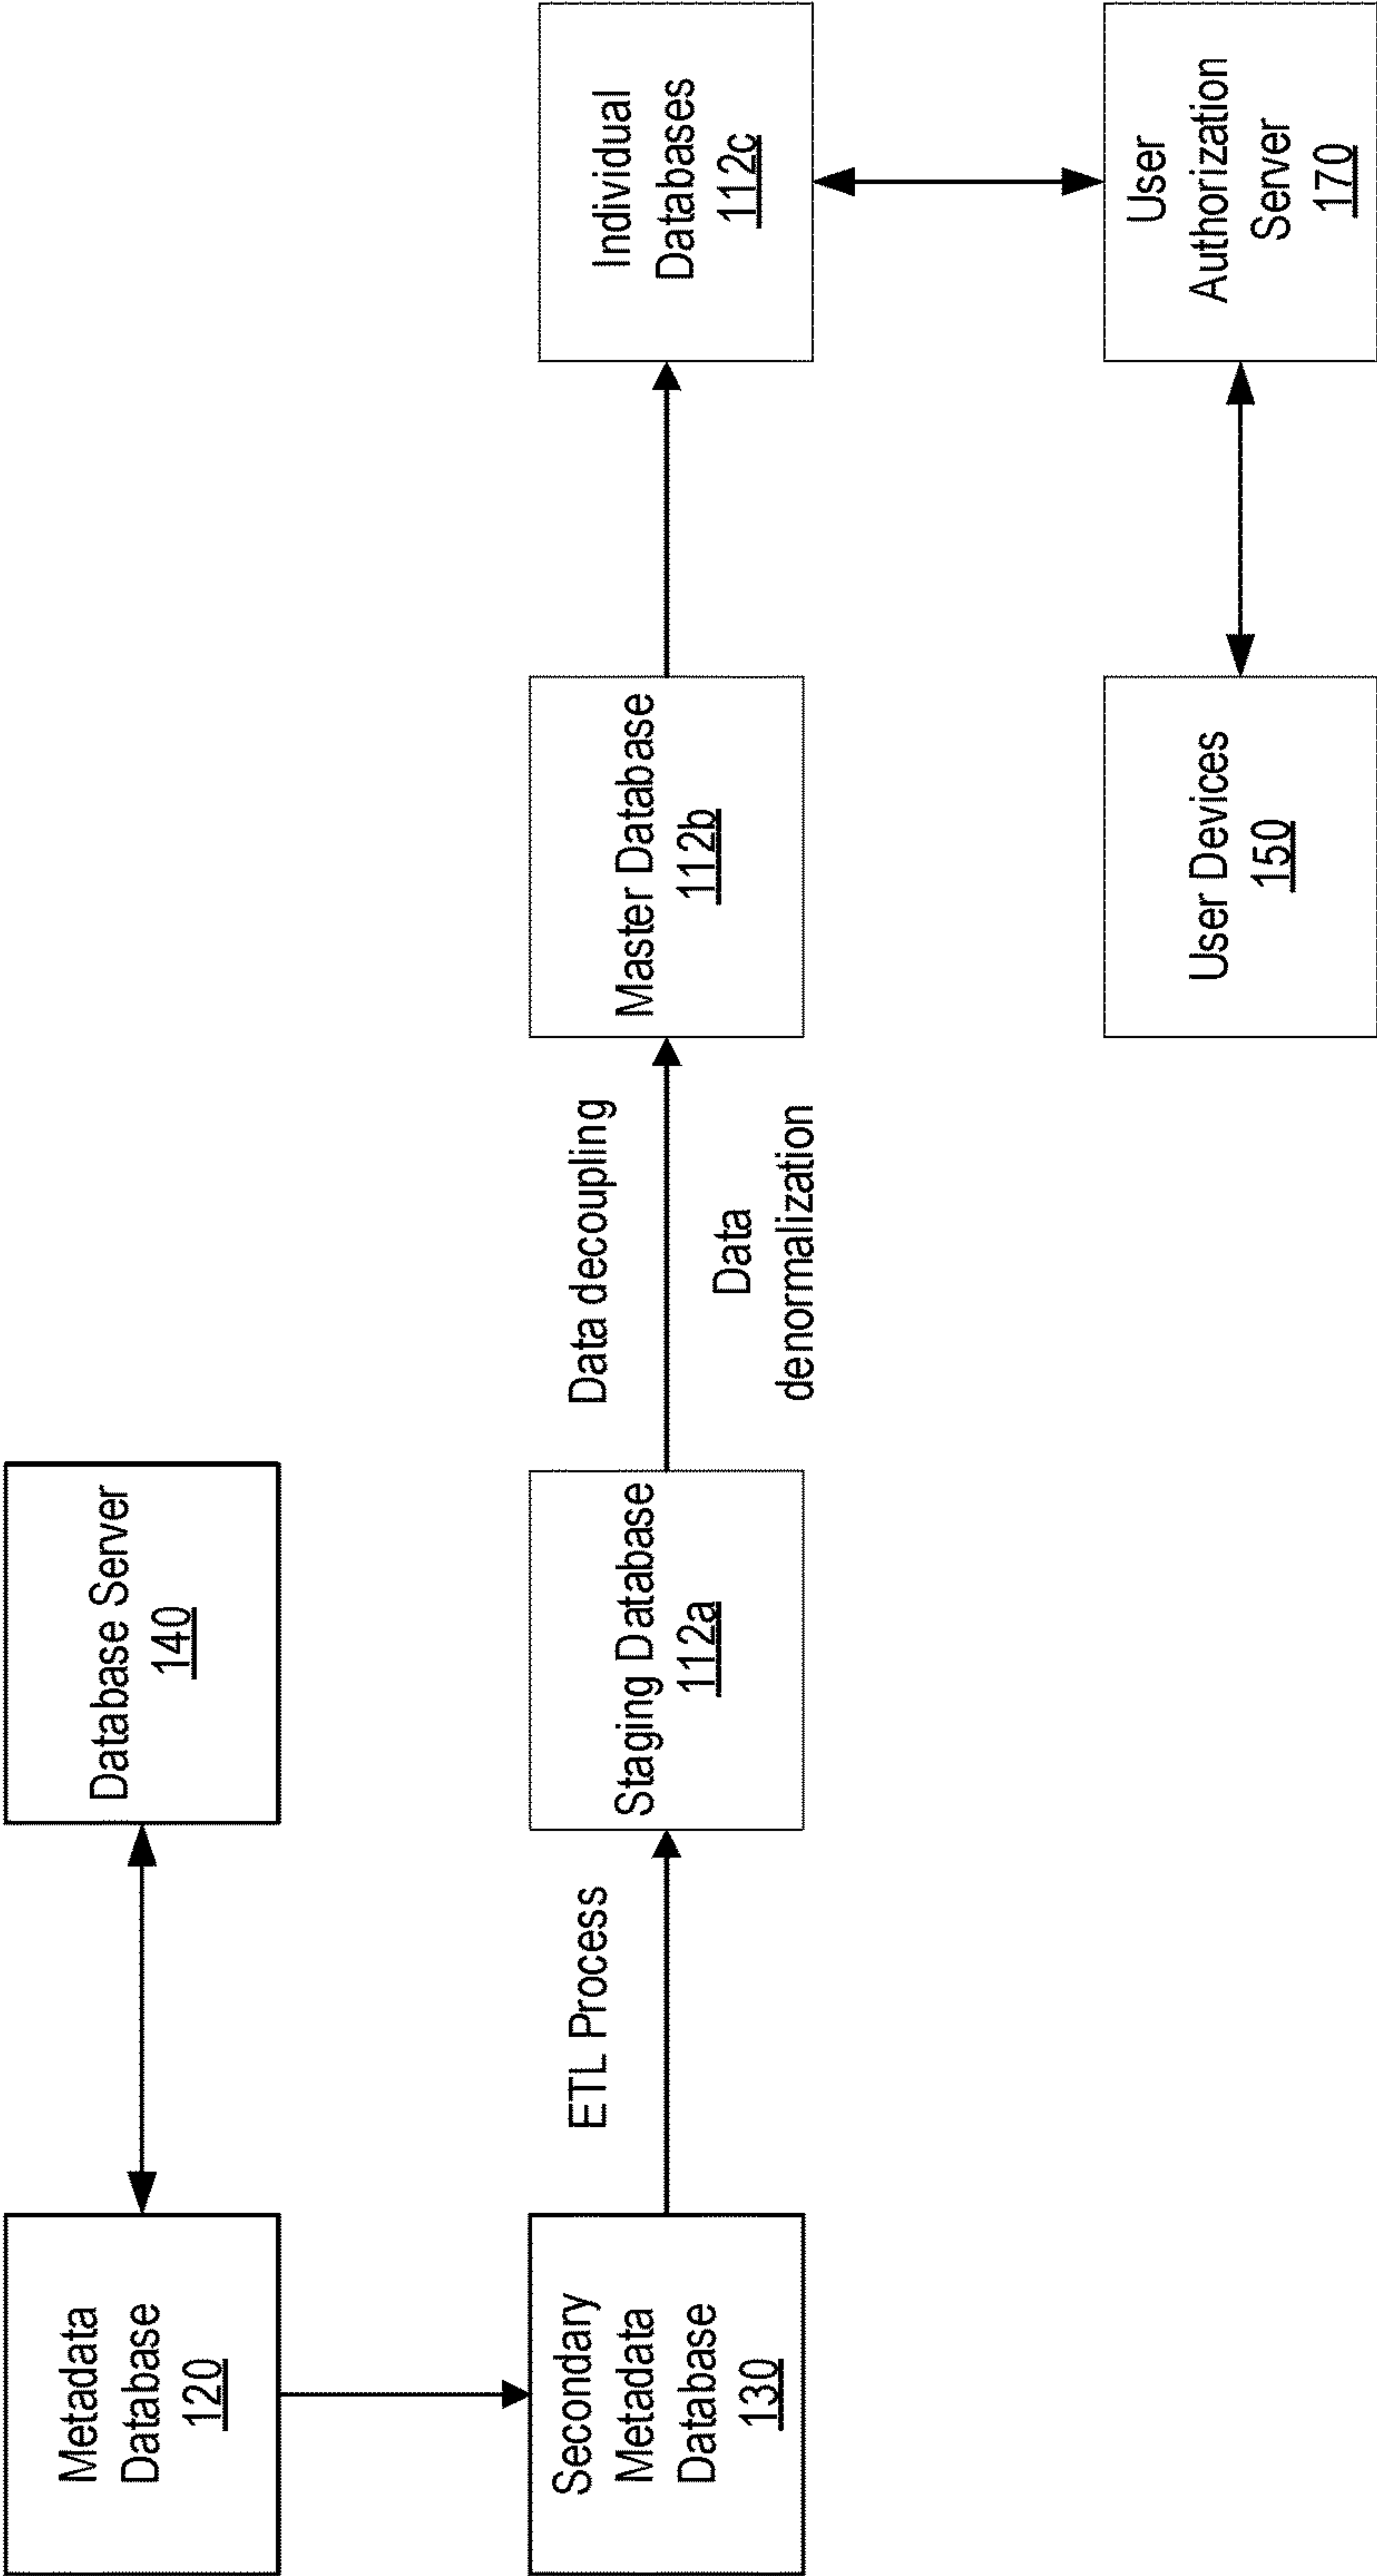 Metadata
Database
120
Database Server
140
Secondary
Metadata
Database
130
ETL Process
Staging Database
112a
Data decoupling
Data
denormalization
Master Database
112b
Individual
Databases
112c
User Devices
150
User
Authorization
Server
170